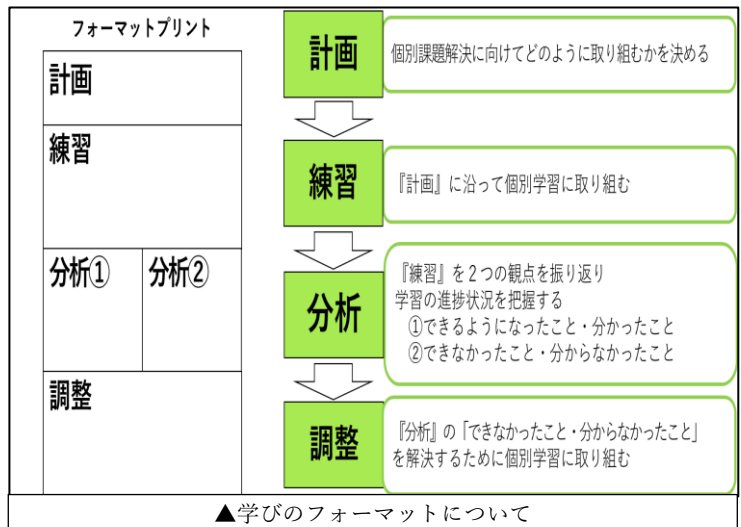 フォーマットプリント
計画
練習
分析①
分析②
調整
計画
個別課題解決に向けてどのように取り組むかを決める
練習
『計画』に沿って個別学習に取り組む
分析
『練習』を２つの観点を振り返り
学習の進捗状況を把握する
①できるようになったこと・分かったこと
②できなかったこと・分からなかったこと
調整
『分析』の「できなかったこと・分からなかったこと」
を解決するために個別学習に取り組む
▲学びのフォーマットについて